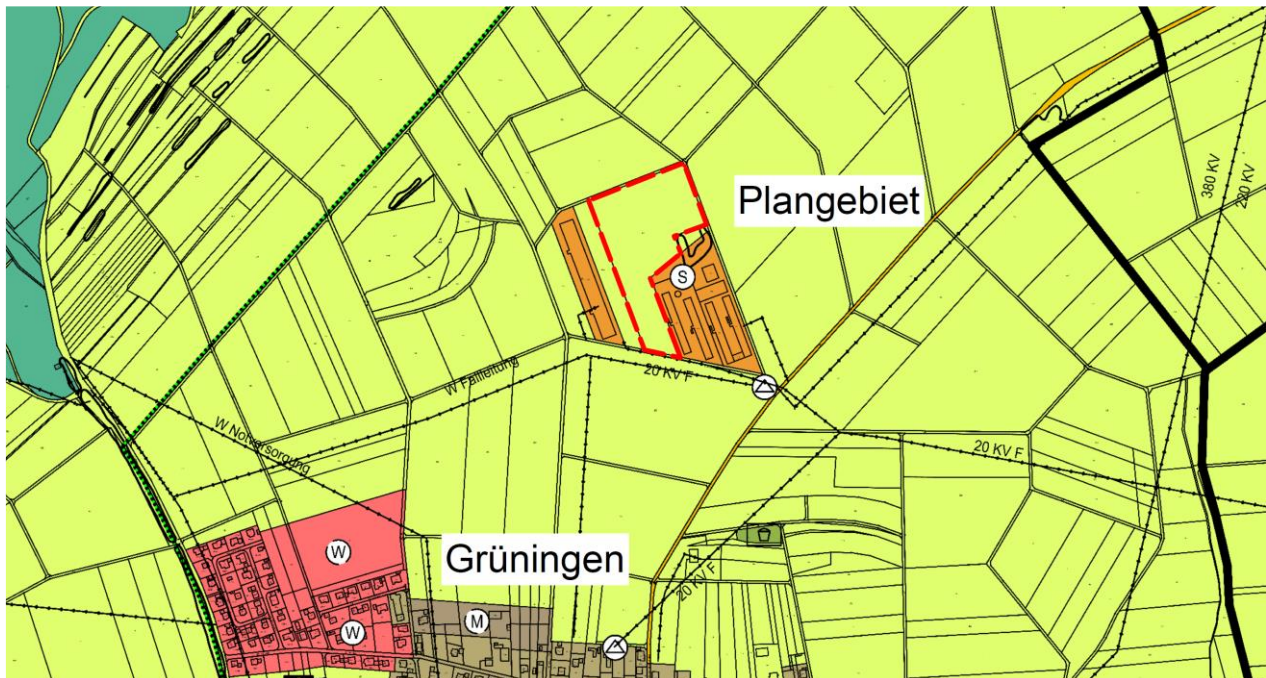 380 KV
220 KV
Plangebiet
S
W Fallleitung
20 KV F
W Notversorgung
20 KV F
W
Grüningen
20 KV F
W
M